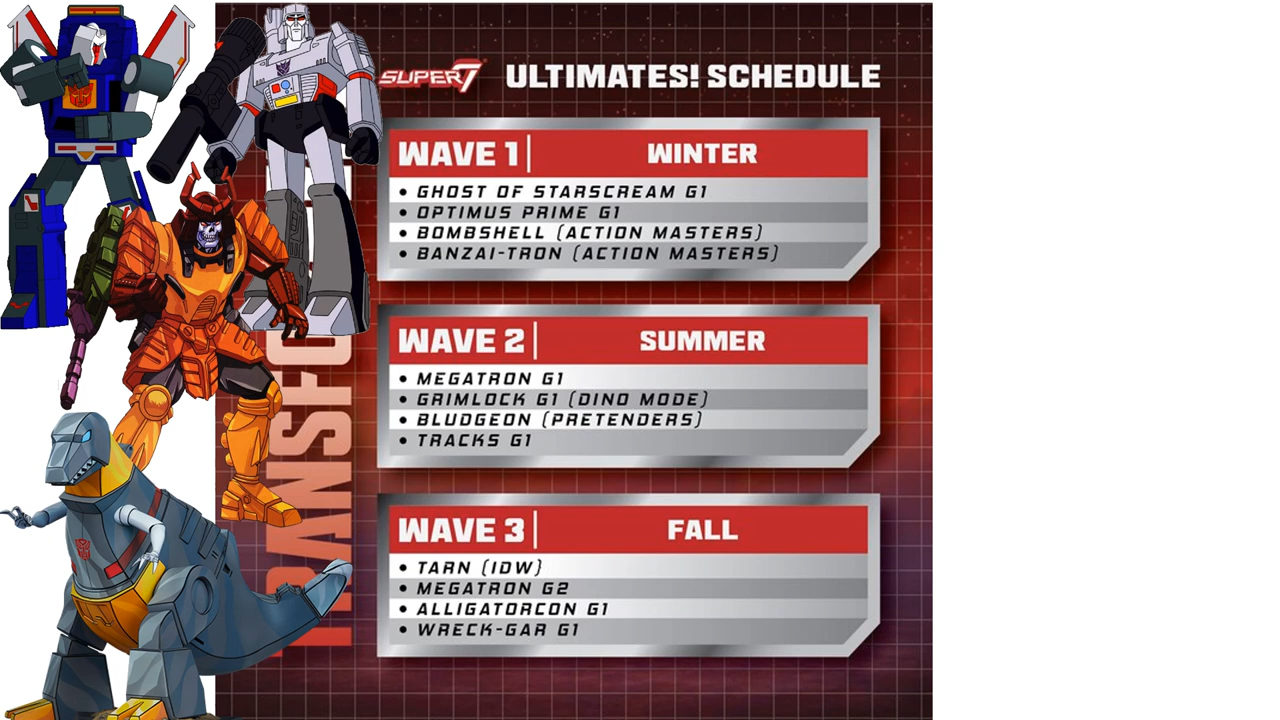 SUPER7 ULTIMATES! SCHEDULE
WAVE 1 | WINTER
• GHOST OF STARSCREAM G1
• OPTIMUS PRIME G1
• BOMBSHELL (ACTION MASTERS)
• BANZAI-TRON (ACTION MASTERS)
WAVE 2 | SUMMER
• MEGATRON G1
• GRIMLOCK G1 (DINO MODE)
• BLUDGEON (PRETENDERS)
• TRACKS G1
WAVE 3 | FALL
• TARN (IDW)
• MEGATRON G2
• ALLIGATORCON G1
• WRECK-GAR G1